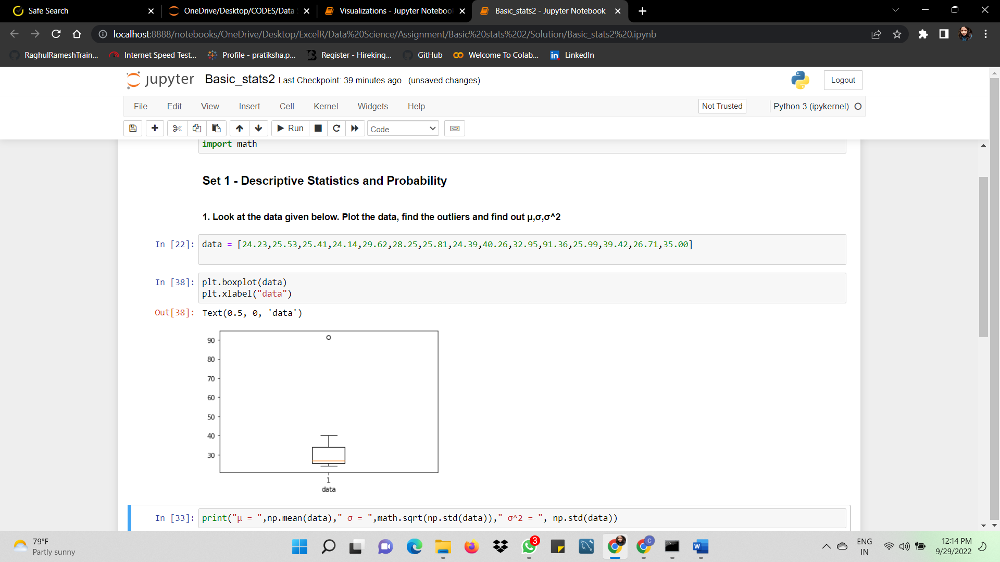 Safe Search
OneDrive/Desktop/CODES/Data
Visualizations - Jupyter Notebook
Basic_stats2 - Jupyter Notebook
localhost:8888/notebooks/OneDrive/Desktop/ExcelR/Data%20Science/Assignment/Basic%20stats%202/Solution/Basic_stats2%20.ipynb
RaghulRameshTrain... Internet Speed Test... Profile - pratiksha.p... Register - Hireking... GitHub Welcome To Colab... LinkedIn
jupyter Basic_stats2 Last Checkpoint: 39 minutes ago (unsaved changes) Logout
File Edit View Insert Cell Kernel Widgets Help Not Trusted Python 3 (ipykernel)
Run Code
import math
Set 1 - Descriptive Statistics and Probability
1. Look at the data given below. Plot the data, find the outliers and find out μ,σ,σ^2
In [22]: data = [24.23,25.53,25.41,24.14,29.62,28.25,25.81,24.39,40.26,32.95,91.36,25.99,39.42,26.71,35.00]
In [38]: plt.boxplot(data)
plt.xlabel("data")
Out[38]: Text(0.5, 0, 'data')
90
80
70
60
50
40
30
1
data
In [33]: print("μ = ",np.mean(data)," σ = ",math.sqrt(np.std(data))," σ^2 = ", np.std(data))
79°F
Partly sunny
3
C
ENG
IN
12:14 PM
9/29/2022